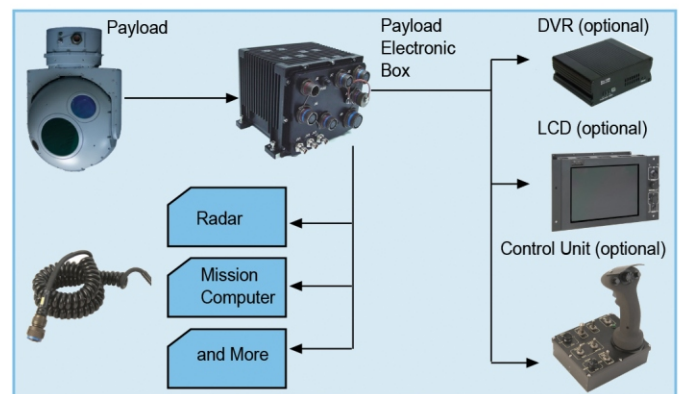 Payload
Payload
Electronic
Box
DVR (optional)
LCD (optional)
Control Unit (optional)
Radar
Mission
Computer
and More